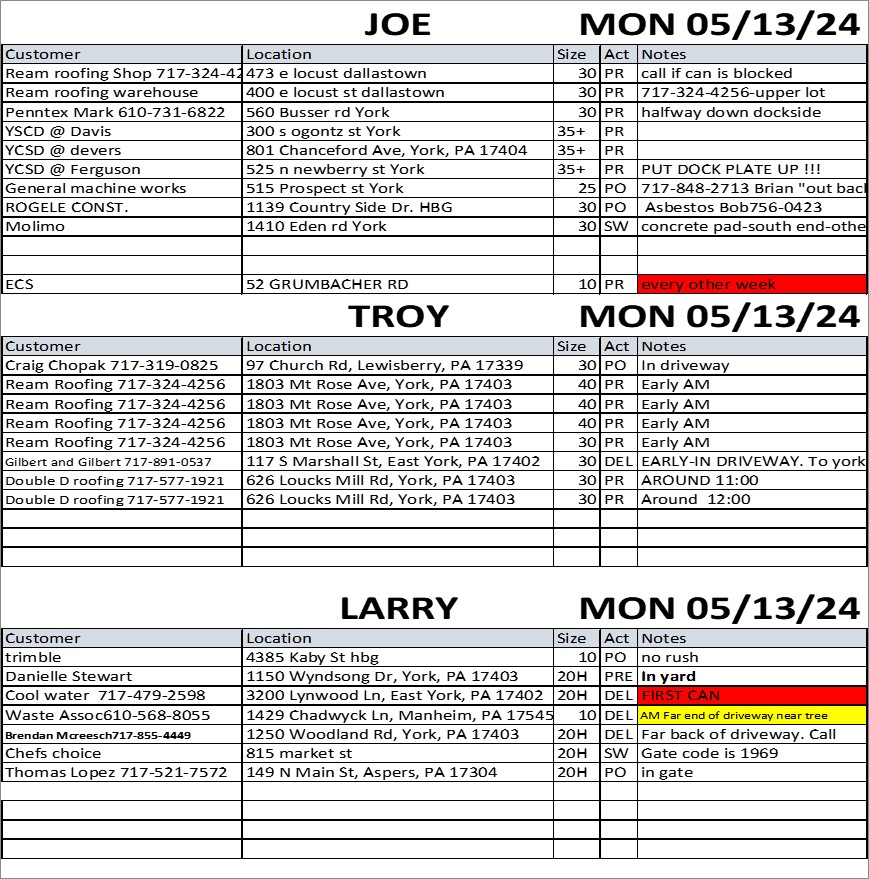 JOE MON 05/13/24
Customer Location Size Act Notes
Ream roofing Shop 717-324-42 473 e locust dallastown 30 PR call if can is blocked
Ream roofing warehouse 400 e locust st dallastown 30 PR 717-324-4256-upper lot
Penntex Mark 610-731-6822 560 Busser rd York 30 PR halfway down dockside
YSCD @ Davis 300 s ogontz st York 35+ PR
YCSD @ devers 801 Chanceford Ave, York, PA 17404 35+ PR
YCSD @ Ferguson 525 n newberry st York 35+ PR PUT DOCK PLATE UP !!!
General machine works 515 Prospect st York 25 PO 717-848-2713 Brian "out bacl
ROGELE CONST. 1139 Country Side Dr. HBG 30 PO Asbestos Bob756-0423
Molimo 1410 Eden rd York 30 SW concrete pad-south end-othe
ECS 52 GRUMBACHER RD 10 PR every other week
TROY MON 05/13/24
Customer Location Size Act Notes
Craig Chopak 717-319-0825 97 Church Rd, Lewisberry, PA 17339 30 PO In driveway
Ream Roofing 717-324-4256 1803 Mt Rose Ave, York, PA 17403 40 PR Early AM
Ream Roofing 717-324-4256 1803 Mt Rose Ave, York, PA 17403 40 PR Early AM
Ream Roofing 717-324-4256 1803 Mt Rose Ave, York, PA 17403 40 PR Early AM
Ream Roofing 717-324-4256 1803 Mt Rose Ave, York, PA 17403 30 PR Early AM
Gilbert and Gilbert 717-891-0537 117 S Marshall St, East York, PA 17402 30 DEL EARLY-IN DRIVEWAY. To york
Double D roofing 717-577-1921 626 Loucks Mill Rd, York, PA 17403 30 PR AROUND 11:00
Double D roofing 717-577-1921 626 Loucks Mill Rd, York, PA 17403 30 PR Around 12:00
LARRY MON 05/13/24
Customer Location Size Act Notes
trimble 4385 Kaby St hbg 10 PO no rush
Danielle Stewart 1150 Wyndsong Dr, York, PA 17403 20H PRE In yard
Cool water 717-479-2598 3200 Lynwood Ln, East York, PA 17402 20H DEL FIRST CAN
Waste Assoc610-568-8055 1429 Chadwyck Ln, Manheim, PA 17545 10 DEL AM Far end of driveway near tree
Brendan Mcreesch717-855-4449 1250 Woodland Rd, York, PA 17403 20H DEL Far back of driveway. Call
Chefs choice 815 market st 20H SW Gate code is 1969
Thomas Lopez 717-521-7572 149 N Main St, Aspers, PA 17304 20H PO in gate